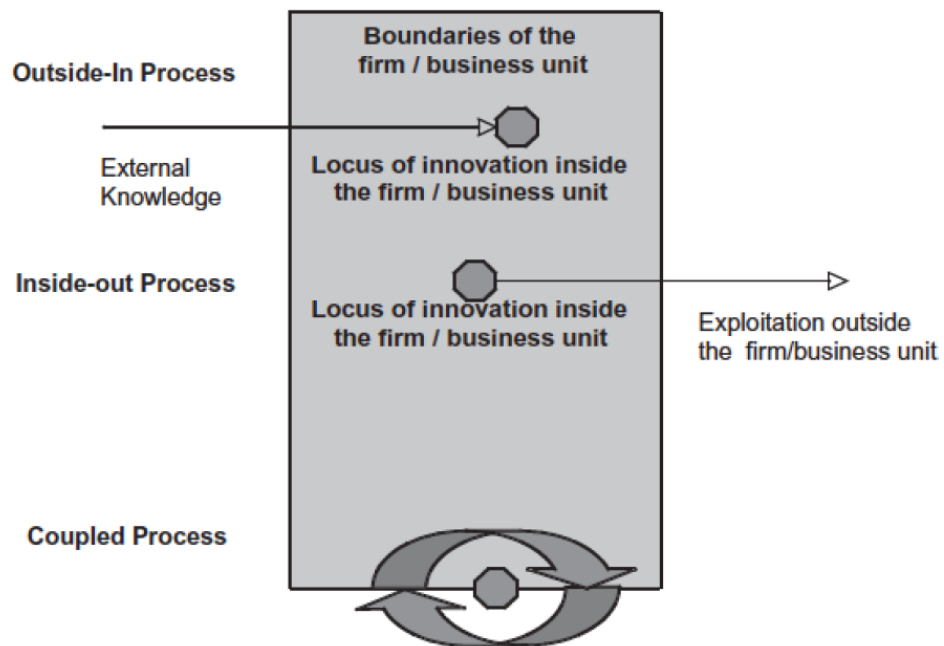 Boundaries of the
firm / business unit
Outside-In Process
External
Knowledge
Locus of innovation inside
the firm / business unit
Inside-out Process
Locus of innovation inside
the firm / business unit
Exploitation outside
the firm/business unit
Coupled Process